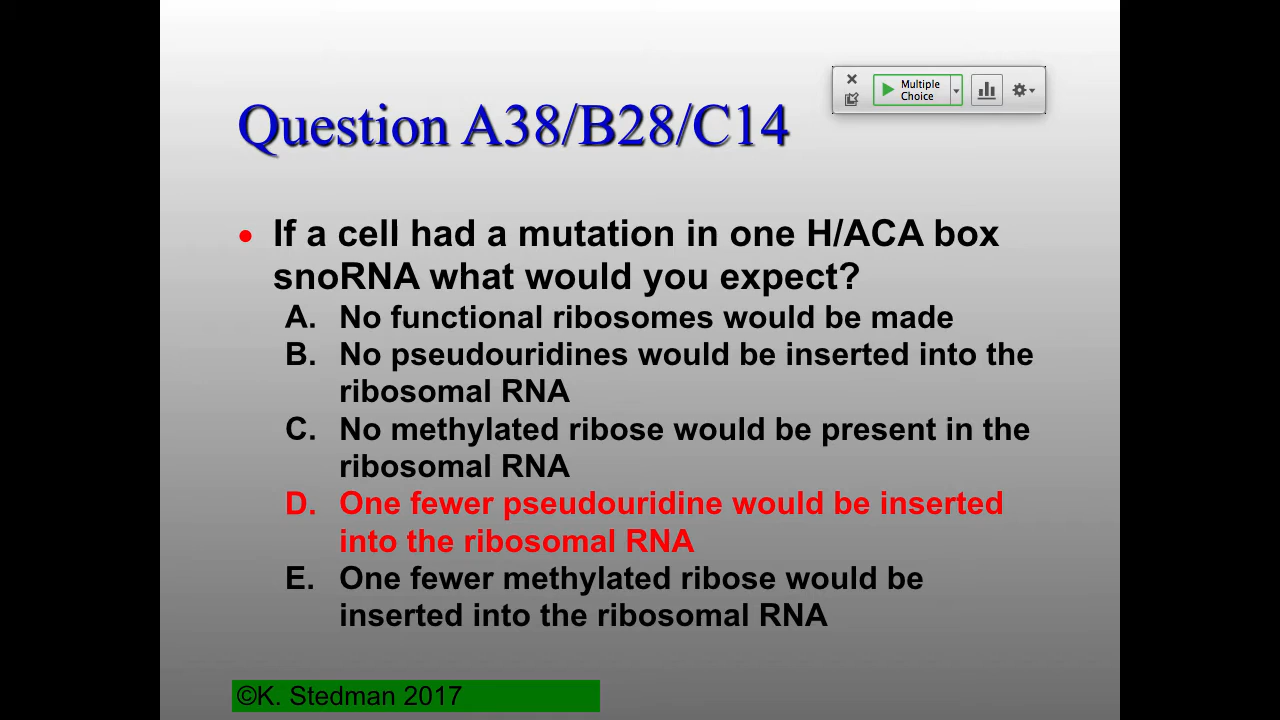 Multiple
Choice
Question A38/B28/C14
• If a cell had a mutation in one H/ACA box
snoRNA what would you expect?
A. No functional ribosomes would be made
B. No pseudouridines would be inserted into the
ribosomal RNA
C. No methylated ribose would be present in the
ribosomal RNA
D. One fewer pseudouridine would be inserted
into the ribosomal RNA
E. One fewer methylated ribose would be
inserted into the ribosomal RNA
©K. Stedman 2017